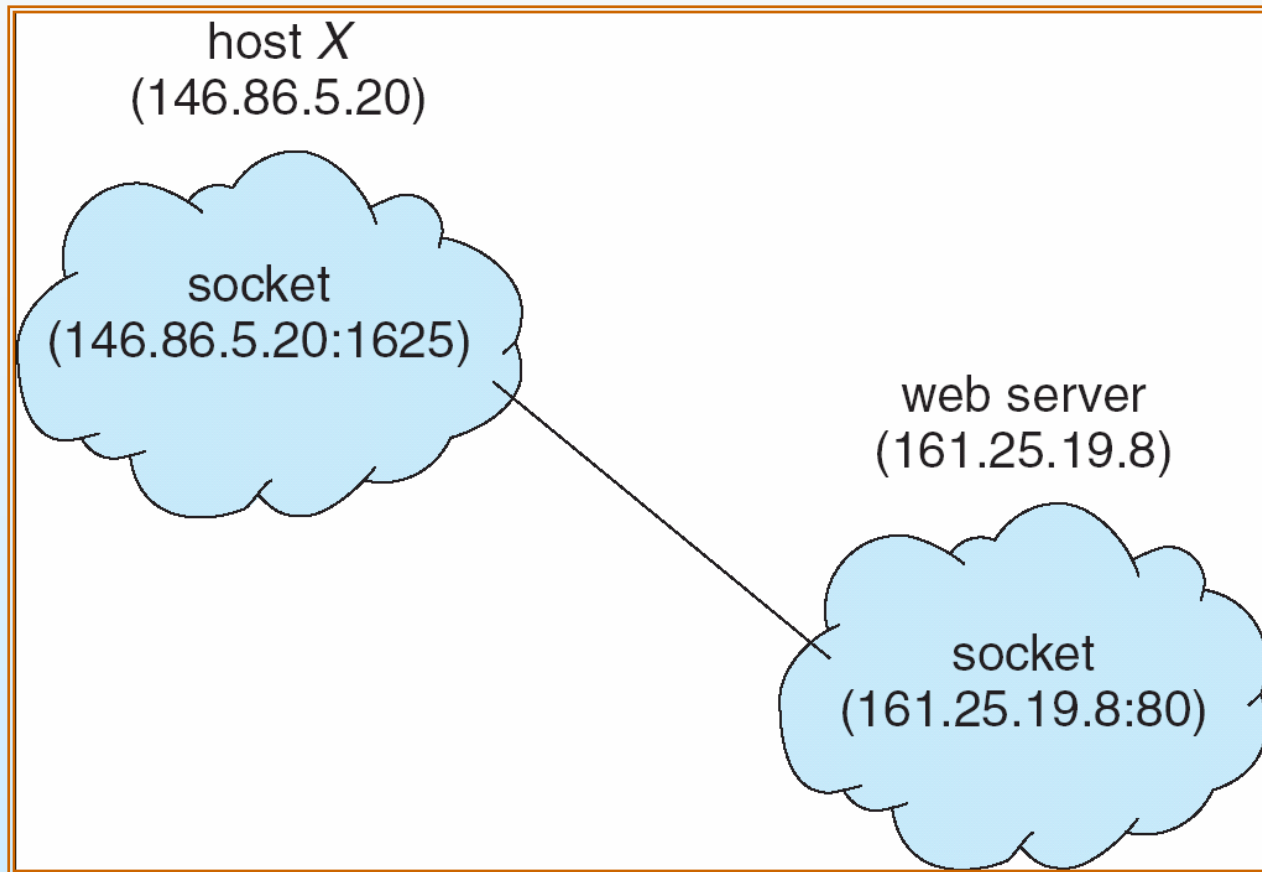 host X
(146.86.5.20)
socket
(146.86.5.20:1625)
web server
(161.25.19.8)
socket
(161.25.19.8:80)